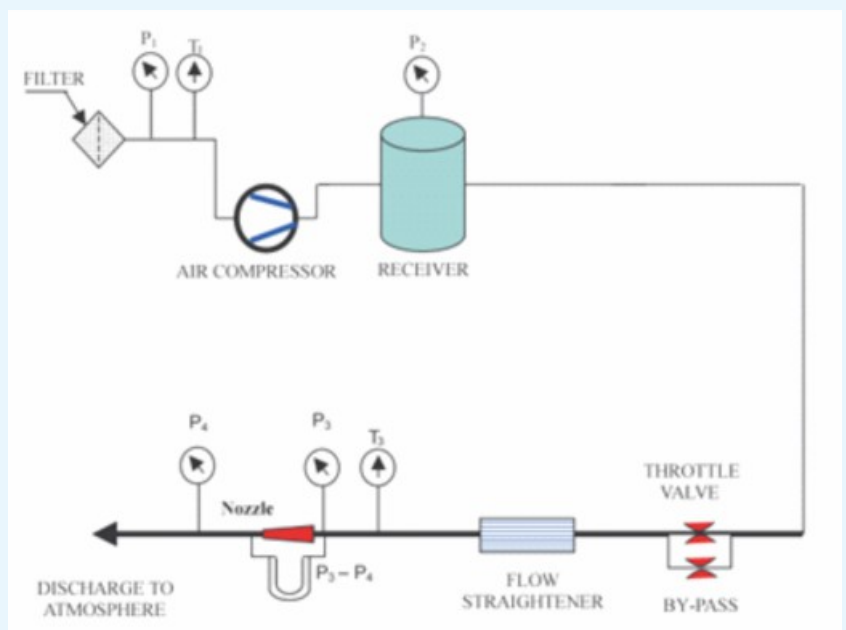 P₁
T₁
P₂
FILTER
AIR COMPRESSOR
RECEIVER
P₄
P₃
T₃
THROTTLE
VALVE
Nozzle
P₃ – P₄
DISCHARGE TO
ATMOSPHERE
FLOW
STRAIGHTENER
BY-PASS